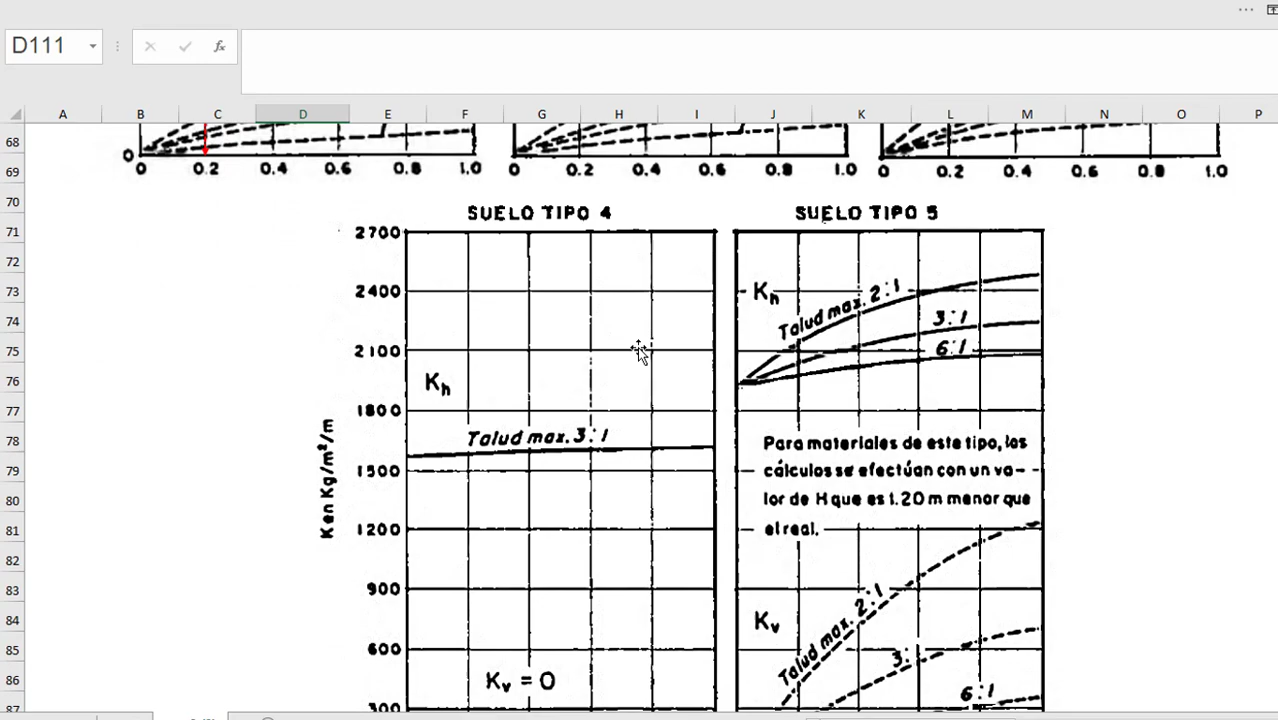 D111
fx
A B C D E F G H I J K L M N O P
68
0
69
0 0.2 0.4 0.6 0.8 1.0 0 0.2 0.4 0.6 0.8 1.0 0 0.2 0.4 0.6 0.8 1.0
70
SUELO TIPO 4 SUELO TIPO 5
71
2700
72
73
2400
Kh Talud max. 2:1
74
3:1
75
2100
6:1
76
Kh
77
1800
78
Talud max. 3:1
Para materiales de este tipo, los
79
1500
cálculos se efectúan con un va-
80
lor de H que es 1.20 m menor que
K en Kg/m²/m
81
1200
el real.
82
83
900
Talud max. 2:1
84
Kv
85
600
3:1
86
Kv = 0
6:1
87
300